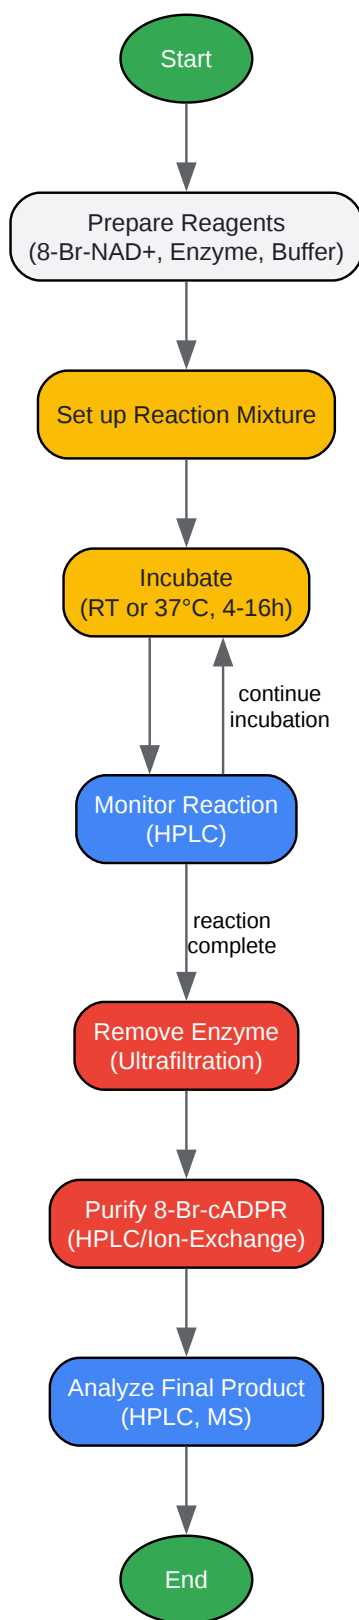 Start
Prepare Reagents
(8-Br-NAD+, Enzyme, Buffer)
Set up Reaction Mixture
Incubate
(RT or 37°C, 4-16h)
continue
incubation
Monitor Reaction
(HPLC)
reaction
complete
Remove Enzyme
(Ultrafiltration)
Purify 8-Br-cADPR
(HPLC/Ion-Exchange)
Analyze Final Product
(HPLC, MS)
End